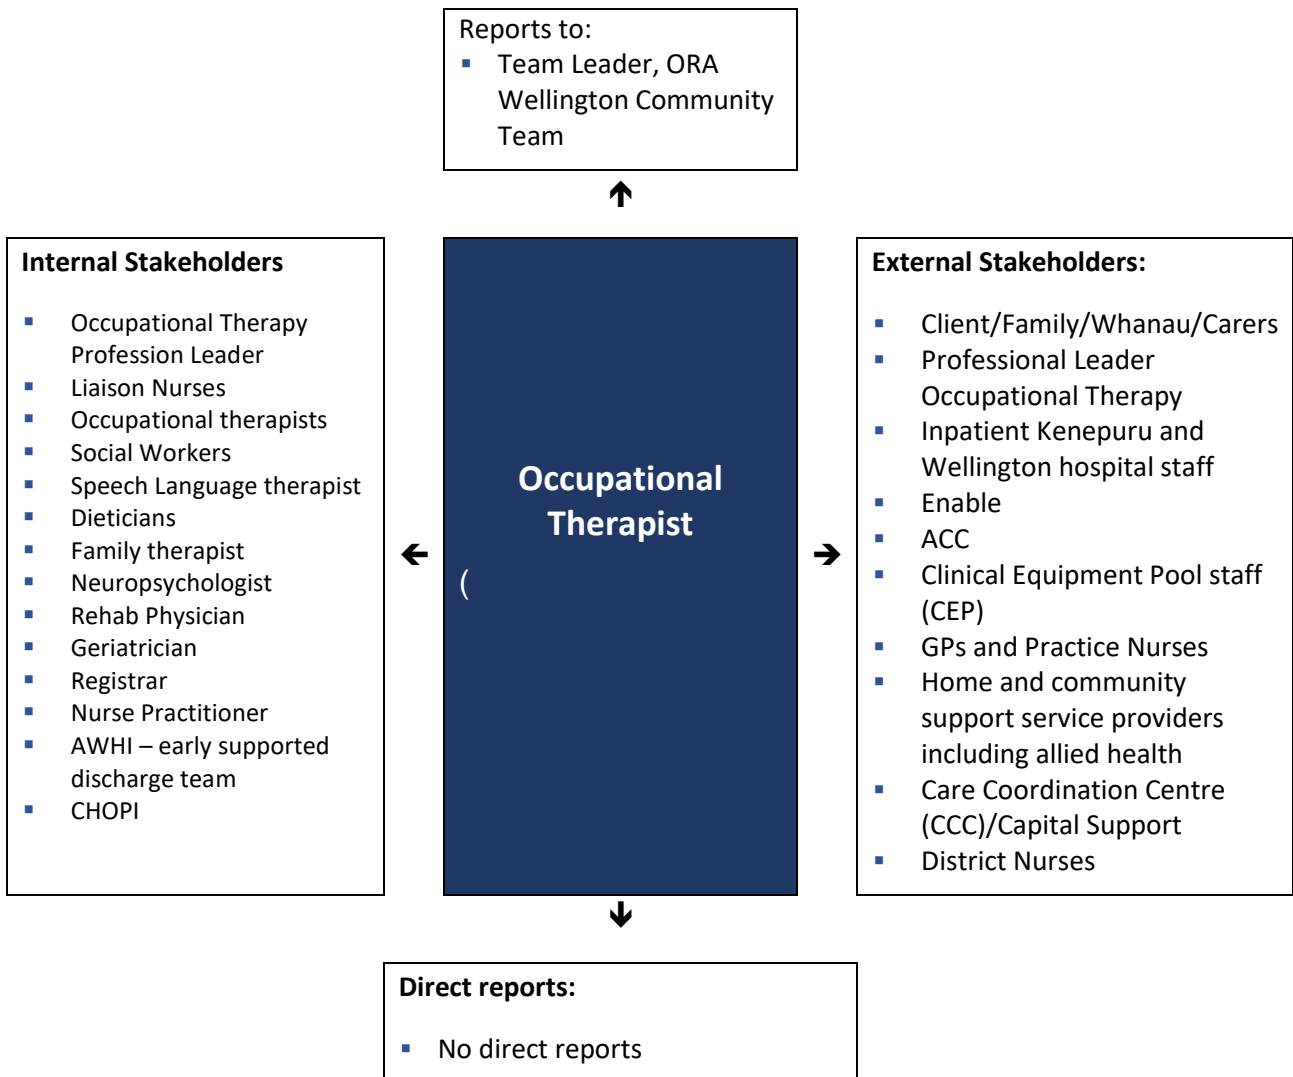 Reports to:
▪ Team Leader, ORA
Wellington Community
Team
🡩
Internal Stakeholders
▪ Occupational Therapy
Profession Leader
▪ Liaison Nurses
▪ Occupational therapists
▪ Social Workers
▪ Speech Language therapist
▪ Dieticians
▪ Family therapist
▪ Neuropsychologist
▪ Rehab Physician
▪ Geriatrician
▪ Registrar
▪ Nurse Practitioner
▪ AWHI – early supported
discharge team
▪ CHOPI
🡨
Occupational
Therapist
(
🡪
External Stakeholders:
▪ Client/Family/Whanau/Carers
▪ Professional Leader
Occupational Therapy
▪ Inpatient Kenepuru and
Wellington hospital staff
▪ Enable
▪ ACC
▪ Clinical Equipment Pool staff
(CEP)
▪ GPs and Practice Nurses
▪ Home and community
support service providers
including allied health
▪ Care Coordination Centre
(CCC)/Capital Support
▪ District Nurses
🡫
Direct reports:
▪ No direct reports